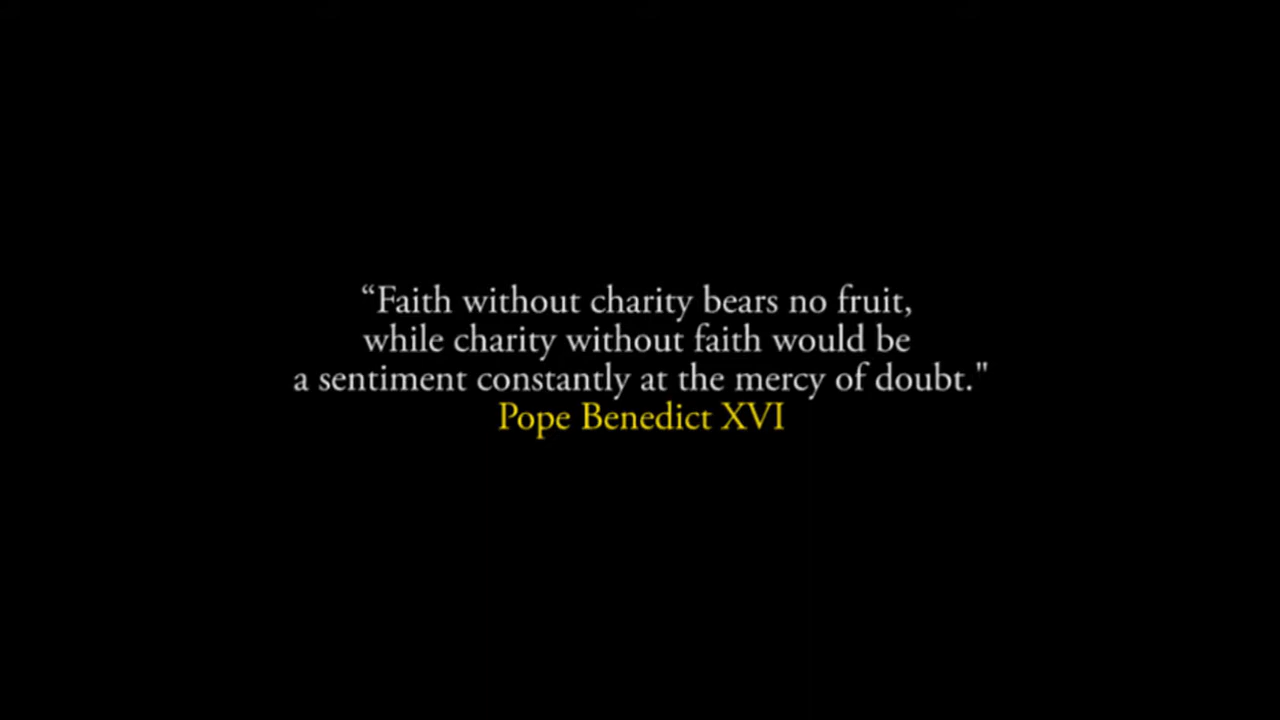 “Faith without charity bears no fruit,
while charity without faith would be
a sentiment constantly at the mercy of doubt."
Pope Benedict XVI